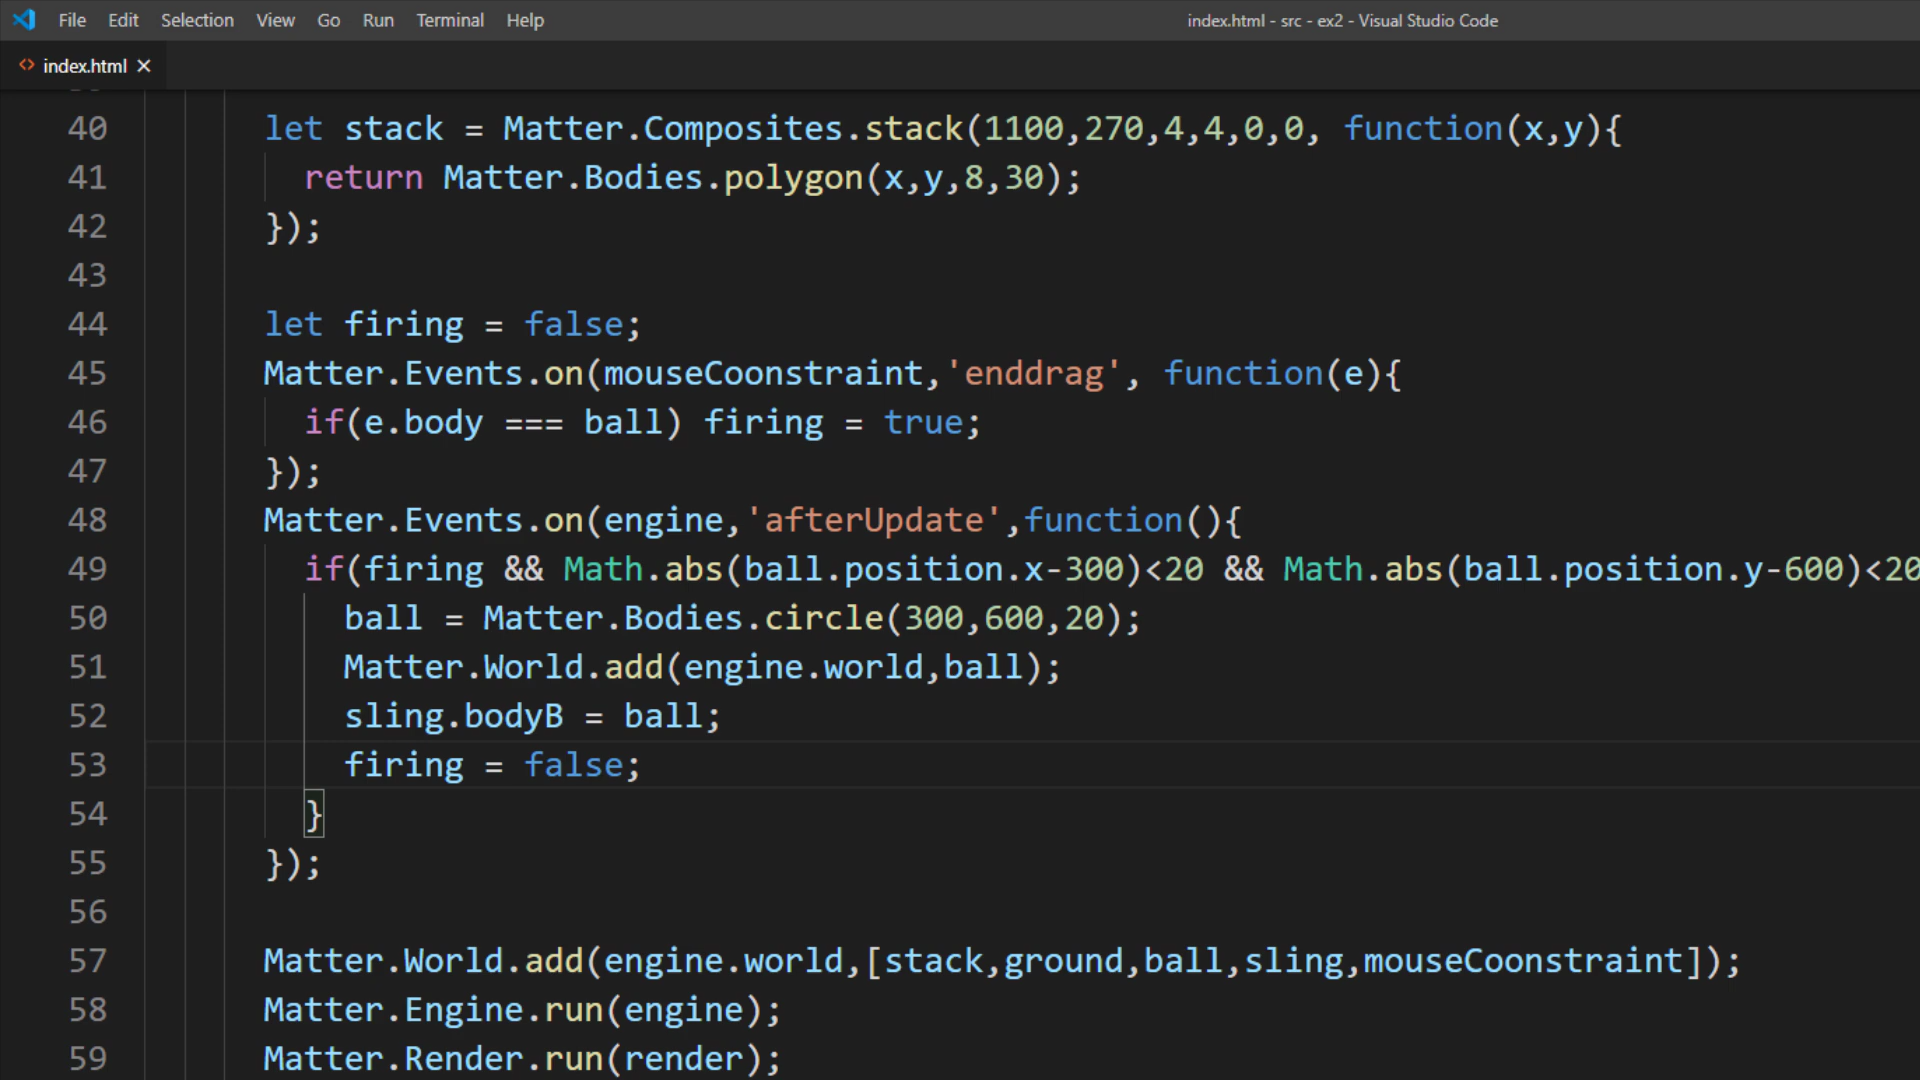 File Edit Selection View Go Run Terminal Help index.html - src - ex2 - Visual Studio Code
<> index.html ×
40 let stack = Matter.Composites.stack(1100,270,4,4,0,0, function(x,y){
41 return Matter.Bodies.polygon(x,y,8,30);
42 });
43
44 let firing = false;
45 Matter.Events.on(mouseCoonstraint,'enddrag', function(e){
46 if(e.body === ball) firing = true;
47 });
48 Matter.Events.on(engine,'afterUpdate',function(){
49 if(firing && Math.abs(ball.position.x-300)<20 && Math.abs(ball.position.y-600)<20
50 ball = Matter.Bodies.circle(300,600,20);
51 Matter.World.add(engine.world,ball);
52 sling.bodyB = ball;
53 firing = false;
54 }
55 });
56
57 Matter.World.add(engine.world,[stack,ground,ball,sling,mouseCoonstraint]);
58 Matter.Engine.run(engine);
59 Matter.Render.run(render);